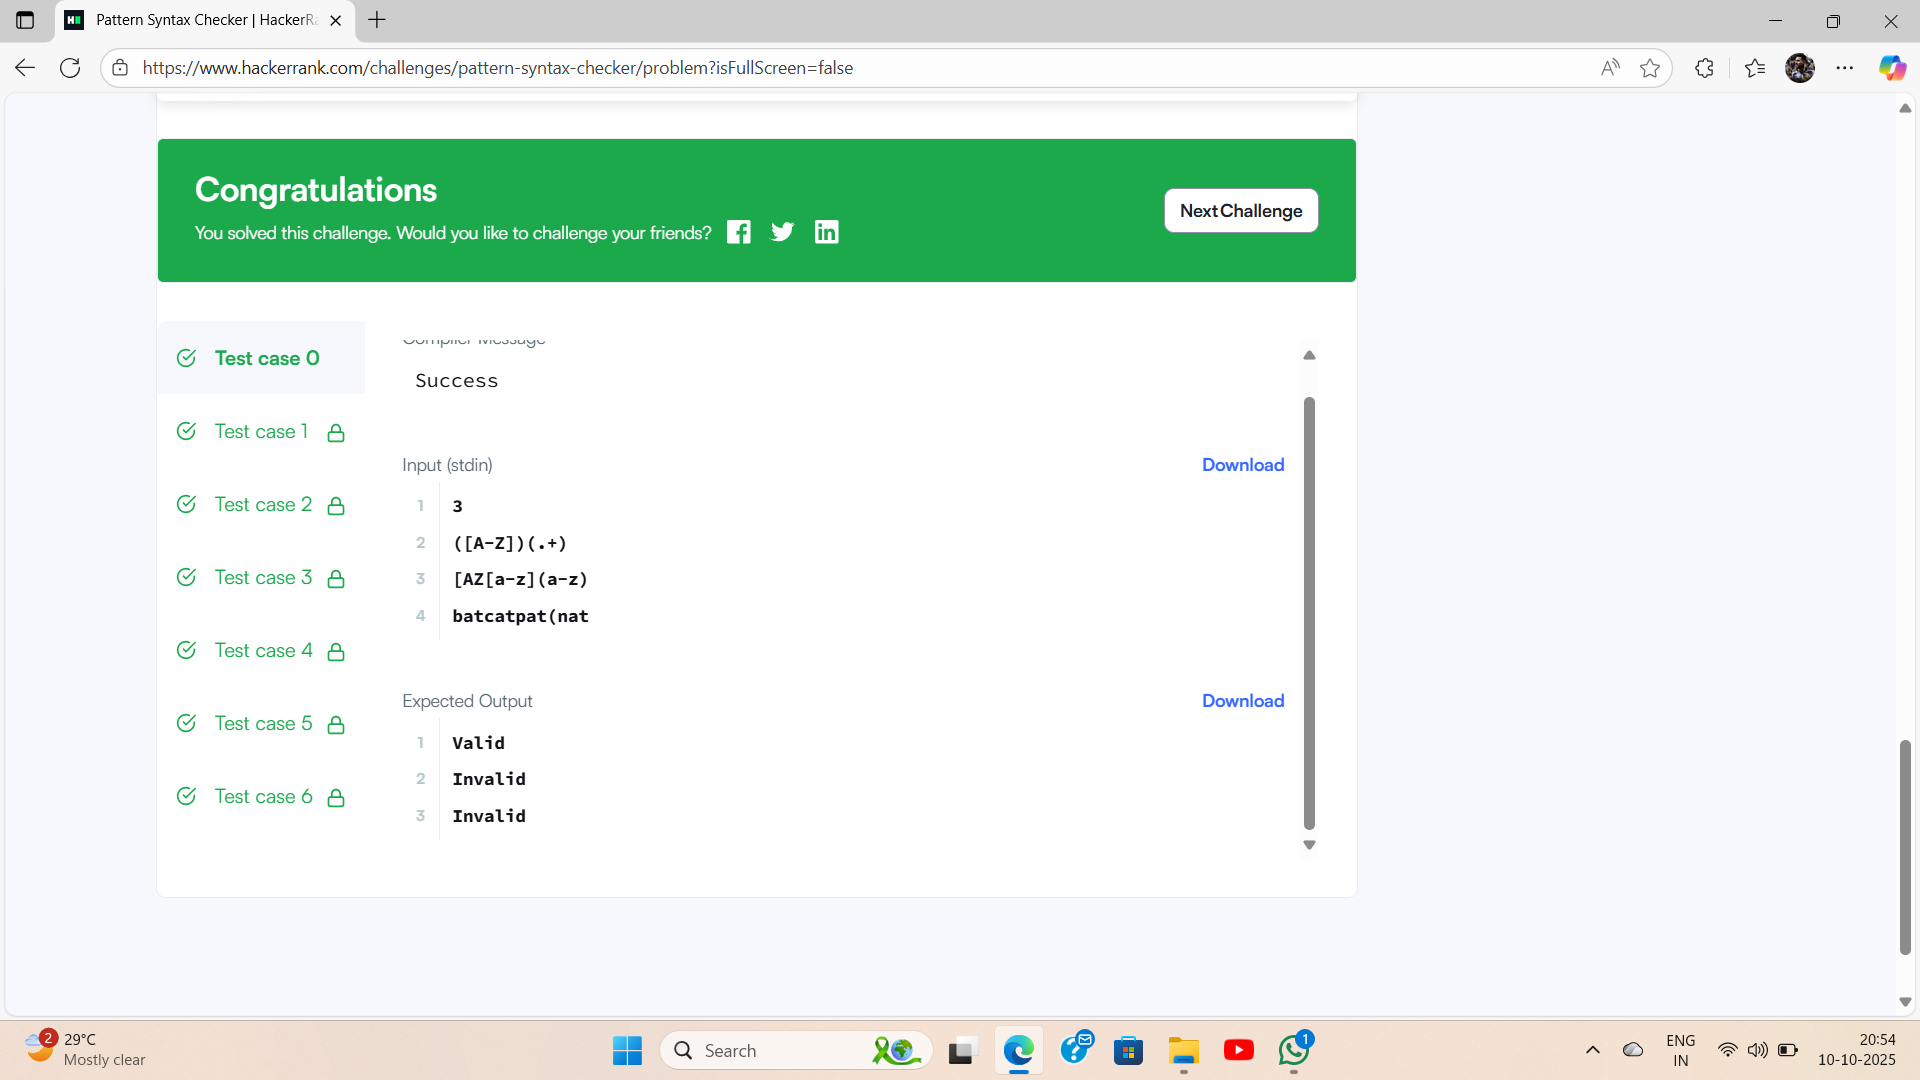 Pattern Syntax Checker | HackerRa
https://www.hackerrank.com/challenges/pattern-syntax-checker/problem?isFullScreen=false
Congratulations
You solved this challenge. Would you like to challenge your friends?
Next Challenge
Test case 0
Test case 1
Test case 2
Test case 3
Test case 4
Test case 5
Test case 6
Compiler Message
Success
Input (stdin)
Download
1 3
2 ([A-Z])(.+)
3 [AZ[a-z](a-z)
4 batcatpat(nat
Expected Output
Download
1 Valid
2 Invalid
3 Invalid
2
29°C
Mostly clear
Search
1
ENG
IN
20:54
10-10-2025